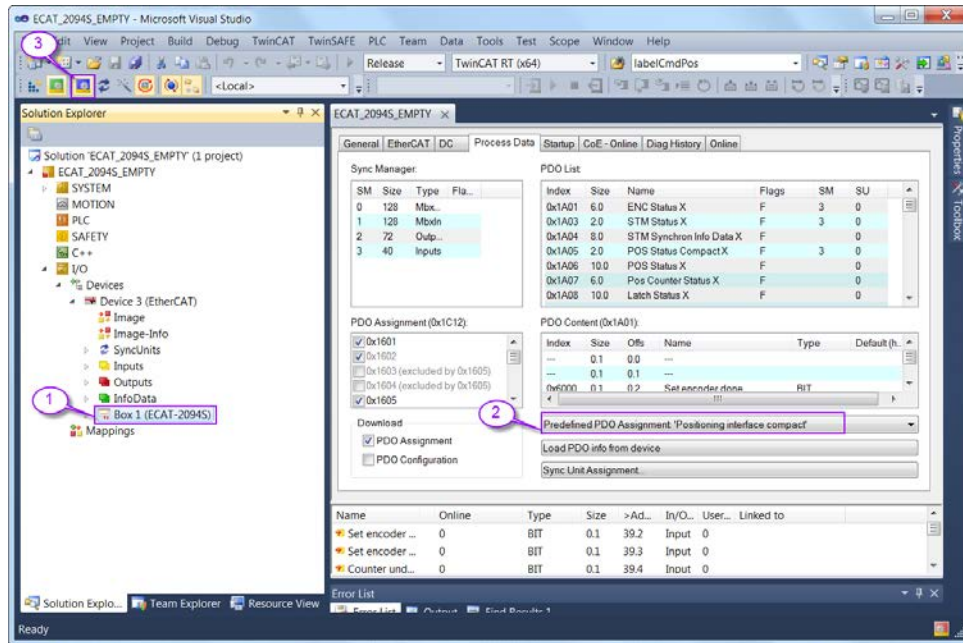 ECAT_2094S_EMPTY - Microsoft Visual Studio
3
Edit View Project Build Debug TwinCAT TwinSAFE PLC Team Data Tools Test Scope Window Help
Release TwinCAT RT (x64) labelCmdPos
<Local>
Solution Explorer
ECAT_2094S_EMPTY
Solution 'ECAT_2094S_EMPTY' (1 project)
ECAT_2094S_EMPTY
SYSTEM
MOTION
PLC
SAFETY
C++
I/O
Devices
Device 3 (EtherCAT)
Image
Image-Info
SyncUnits
Inputs
Outputs
InfoData
1
Box 1 (ECAT-2094S)
Mappings
General EtherCAT DC Process Data Startup CoE - Online Diag History Online
Sync Manager:
SM Size Type Fla...
0 128 Mbx...
1 128 MbxIn
2 72 Outp...
3 40 Inputs
PDO List:
Index Size Name Flags SM SU
0x1A01 6.0 ENC Status X F 3 0
0x1A03 2.0 STM Status X F 3 0
0x1A04 8.0 STM Synchron Info Data X F 0
0x1A05 2.0 POS Status Compact X F 3 0
0x1A06 10.0 POS Status X F 0
0x1A07 6.0 Pos Counter Status X F 0
0x1A08 10.0 Latch Status X F 0
PDO Assignment (0x1C12):
0x1601
0x1602
0x1603 (excluded by 0x1605)
0x1604 (excluded by 0x1605)
0x1605
PDO Content (0x1A01):
Index Size Offs Name Type Default (h...
--- 0.1 0.0 ---
--- 0.1 0.1 ---
0x6000 0.1 0.2 Set encoder done BIT
Download
PDO Assignment
PDO Configuration
2
Predefined PDO Assignment: 'Positioning interface compact'
Load PDO info from device
Sync Unit Assignment...
Name Online Type Size >Ad... In/O... User... Linked to
Set encoder ... 0 BIT 0.1 39.2 Input 0
Set encoder ... 0 BIT 0.1 39.3 Input 0
Counter und... 0 BIT 0.1 39.4 Input 0
Error List
Solution Explo... Team Explorer Resource View
Error List Output Find Results 1
Ready
Properties
Toolbox